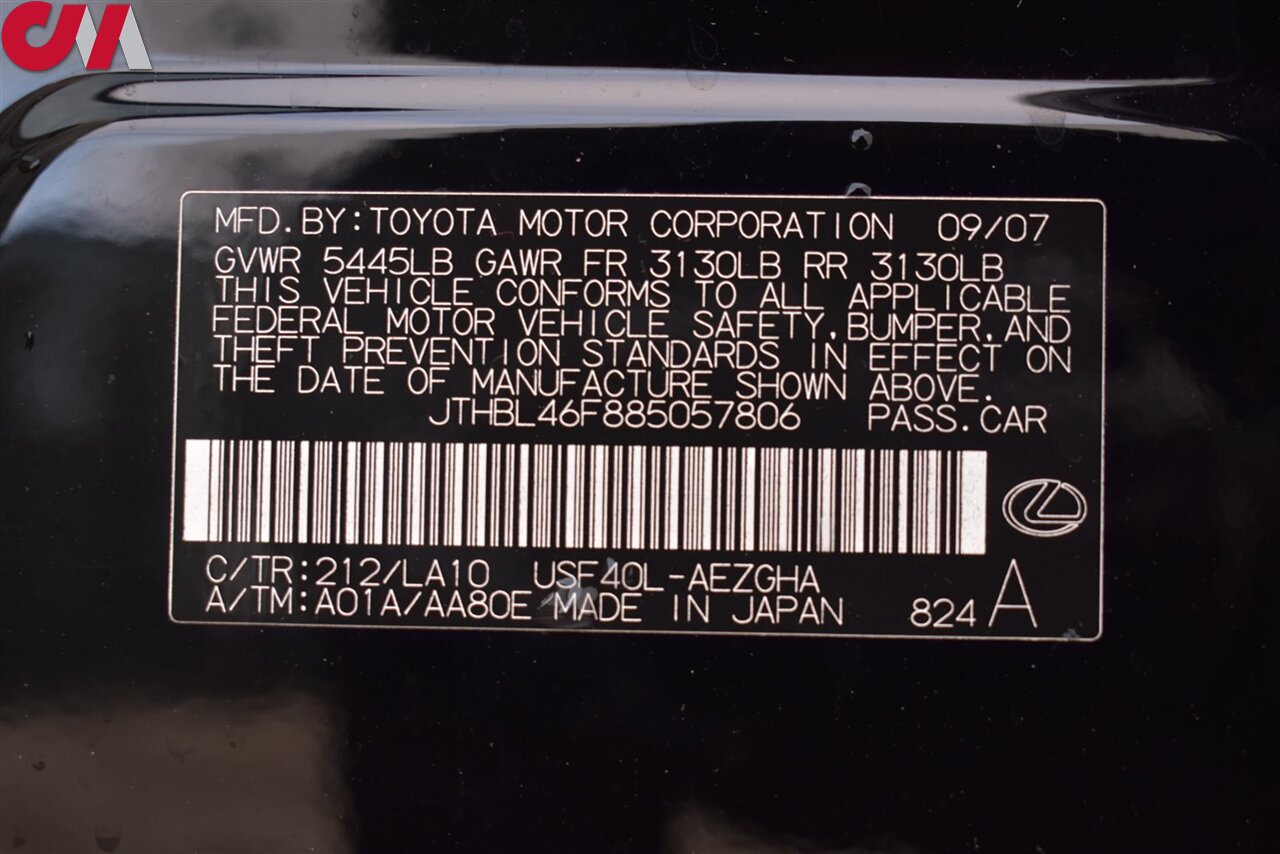 CM
MFD.BY:TOYOTA MOTOR CORPORATION 09/07
GVWR 5445LB GAWR FR 3130LB RR 3130LB
THIS VEHICLE CONFORMS TO ALL APPLICABLE
FEDERAL MOTOR VEHICLE SAFETY,BUMPER,AND
THEFT PREVENTION STANDARDS IN EFFECT ON
THE DATE OF MANUFACTURE SHOWN ABOVE.
JTHBL46F885057806 PASS.CAR
C/TR:212/LA10 USF40L-AEZGHA
A/TM:A01A/AA80E MADE IN JAPAN 824 A